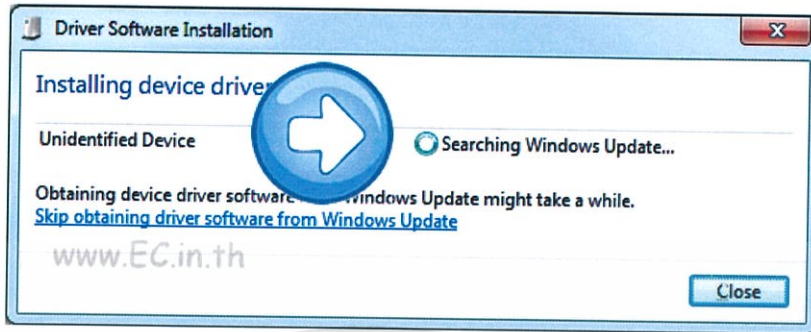 Driver Software Installation
Installing device drive
Unidentified Device Searching Windows Update...
Obtaining device driver software Windows Update might take a while.
Skip obtaining driver software from Windows Update
www.EC.in.th
Close